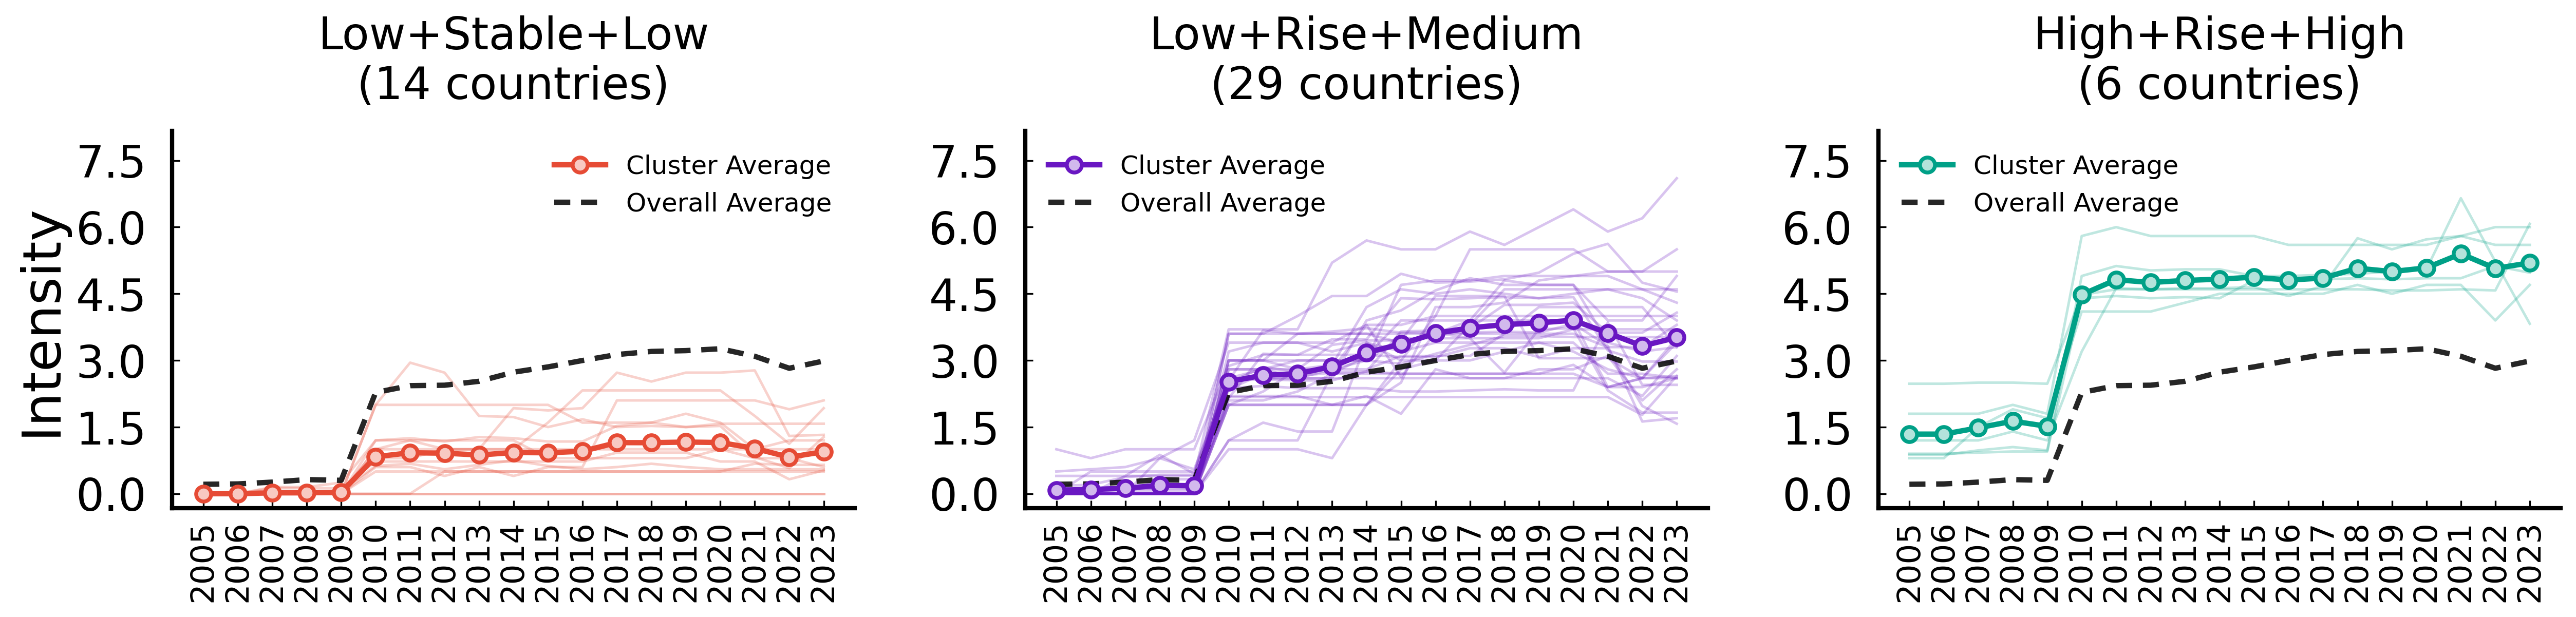 Low+Stable+Low
(14 countries)
Low+Rise+Medium
(29 countries)
High+Rise+High
(6 countries)
Intensity
7.5
6.0
4.5
3.0
1.5
0.0
Cluster Average
Overall Average
2005 2006 2007 2008 2009 2010 2011 2012 2013 2014 2015 2016 2017 2018 2019 2020 2021 2022 2023
7.5
6.0
4.5
3.0
1.5
0.0
Cluster Average
Overall Average
2005 2006 2007 2008 2009 2010 2011 2012 2013 2014 2015 2016 2017 2018 2019 2020 2021 2022 2023
7.5
6.0
4.5
3.0
1.5
0.0
Cluster Average
Overall Average
2005 2006 2007 2008 2009 2010 2011 2012 2013 2014 2015 2016 2017 2018 2019 2020 2021 2022 2023